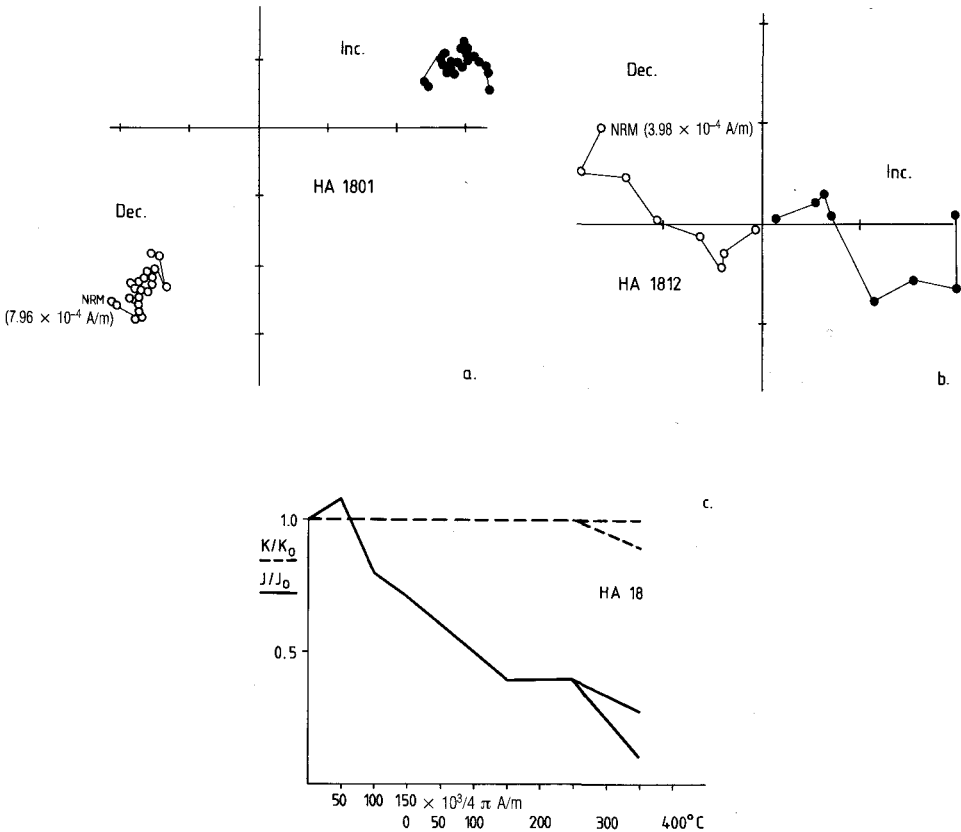 Inc.
HA 1801
Dec.
NRM
(7.96 × 10⁻⁴ A/m)
a.
Dec.
NRM (3.98 × 10⁻⁴ A/m)
Inc.
HA 1812
b.
c.
1.0
K/K₀
J/J₀
HA 18
0.5
50 100 150 × 10³/4 π A/m
0 50 100 200 300 400°C